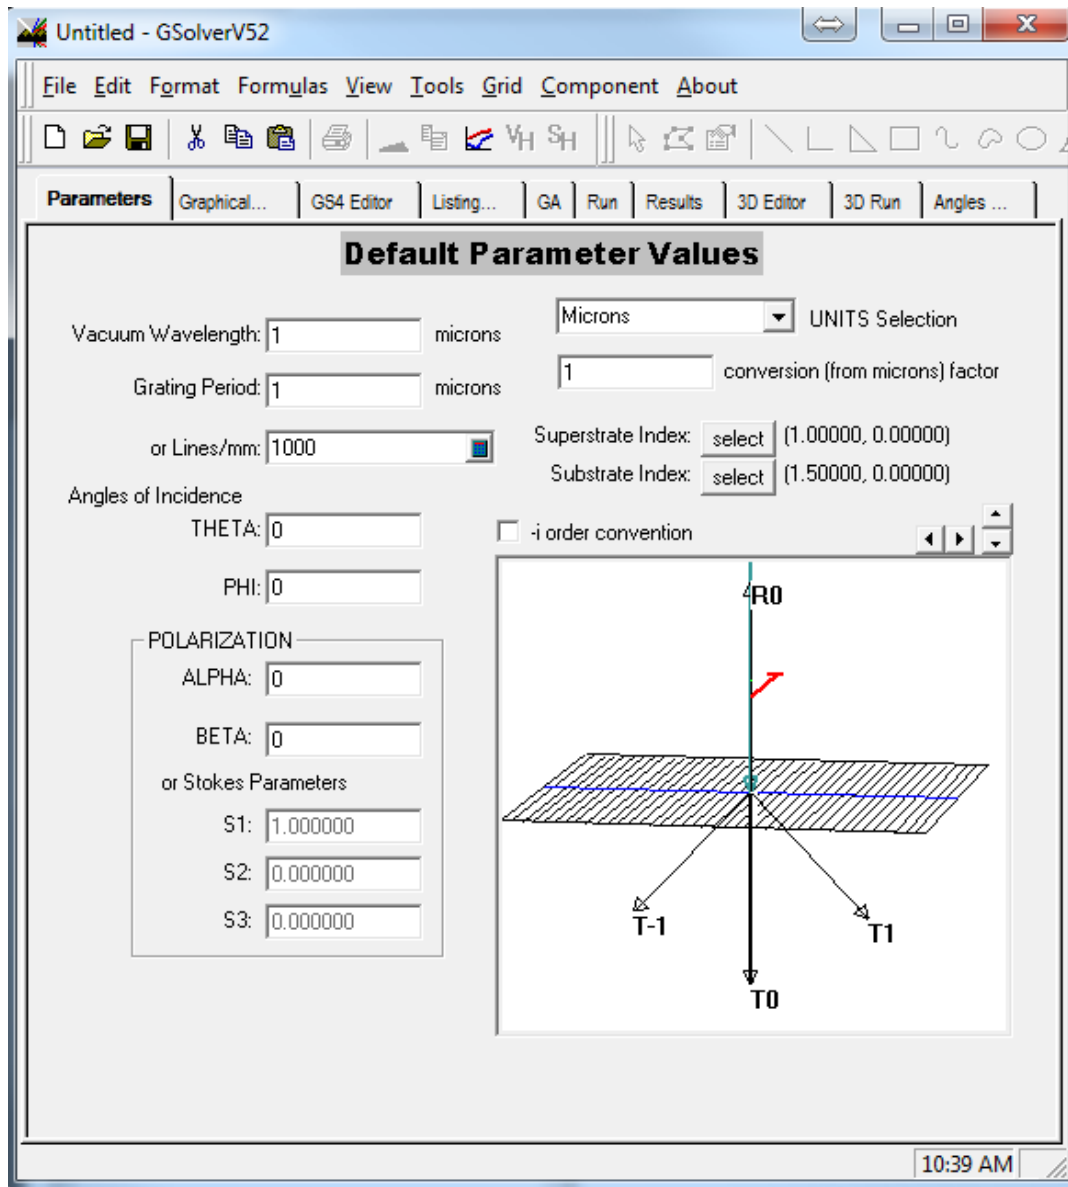 Untitled - GSolverV52
File Edit Format Formulas View Tools Grid Component About
VH SH
Parameters Graphical... GS4 Editor Listing... GA Run Results 3D Editor 3D Run Angles ...
Default Parameter Values
Vacuum Wavelength: 1 microns
Microns UNITS Selection
Grating Period: 1 microns
1 conversion (from microns) factor
or Lines/mm: 1000
Superstrate Index: select (1.00000, 0.00000)
Substrate Index: select (1.50000, 0.00000)
Angles of Incidence
THETA: 0
-i order convention
PHI: 0
POLARIZATION
ALPHA: 0
BETA: 0
or Stokes Parameters
S1: 1.000000
S2: 0.000000
S3: 0.000000
R0
T-1
T1
T0
10:39 AM